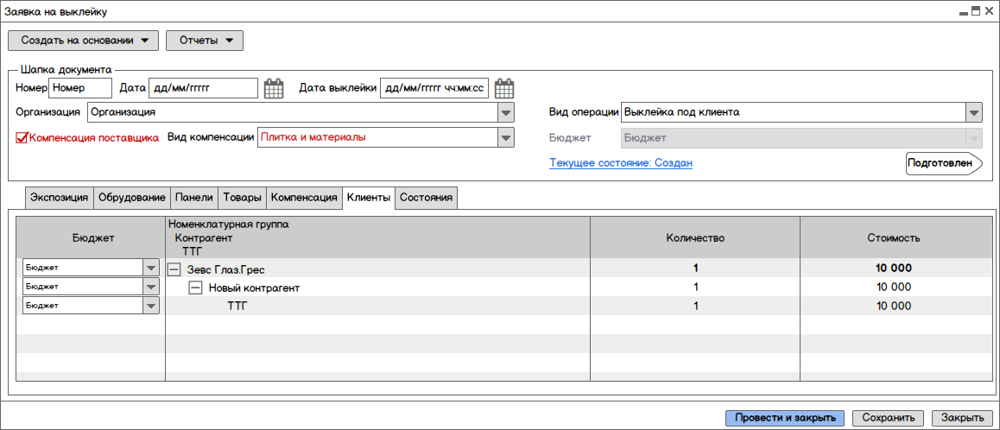 Заявка на выклейку
Создать на основании Отчеты
Шапка документа
Номер Номер Дата дд/мм/ггггг Дата выклейки дд/мм/ггггг чч:мм:сс
Организация Организация Вид операции Выклейка под клиента
Компенсация поставщика Вид компенсации Плитка и материалы Бюджет Бюджет
Текущее состояние: Создан Подготовлен
Экспозиция Обрудование Панели Товары Компенсация Клиенты Состояния
Бюджет Номенклатурная группа Количество Стоимость
Контрагент
ТТГ
Бюджет Зевс Глаз.Грес 1 10 000
Бюджет Новый контрагент 1 10 000
Бюджет ТТГ 1 10 000
Провести и закрыть Сохранить Закрыть